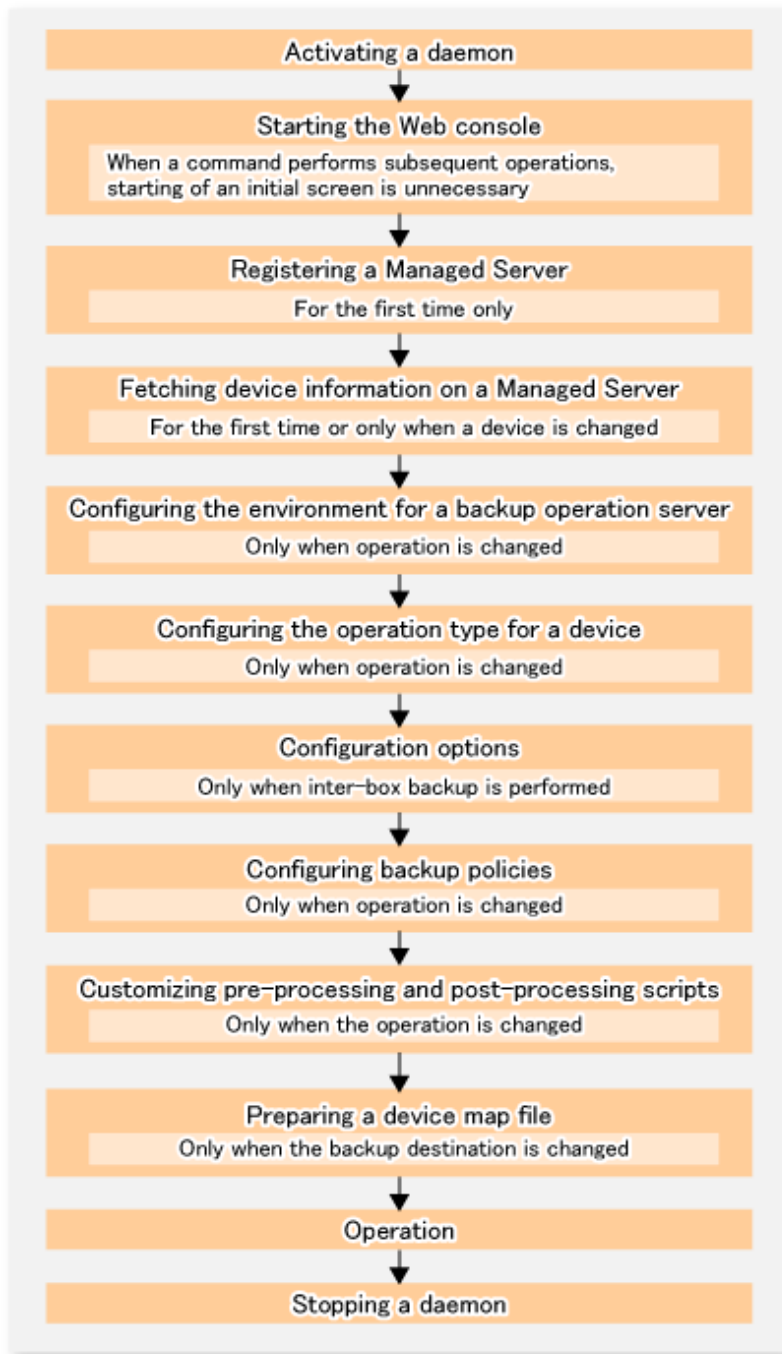 Activating a daemon
Starting the Web console
When a command performs subsequent operations,
starting of an initial screen is unnecessary
Registering a Managed Server
For the first time only
Fetching device information on a Managed Server
For the first time or only when a device is changed
Configuring the environment for a backup operation server
Only when operation is changed
Configuring the operation type for a device
Only when operation is changed
Configuration options
Only when inter-box backup is performed
Configuring backup policies
Only when operation is changed
Customizing pre-processing and post-processing scripts
Only when the operation is changed
Preparing a device map file
Only when the backup destination is changed
Operation
Stopping a daemon